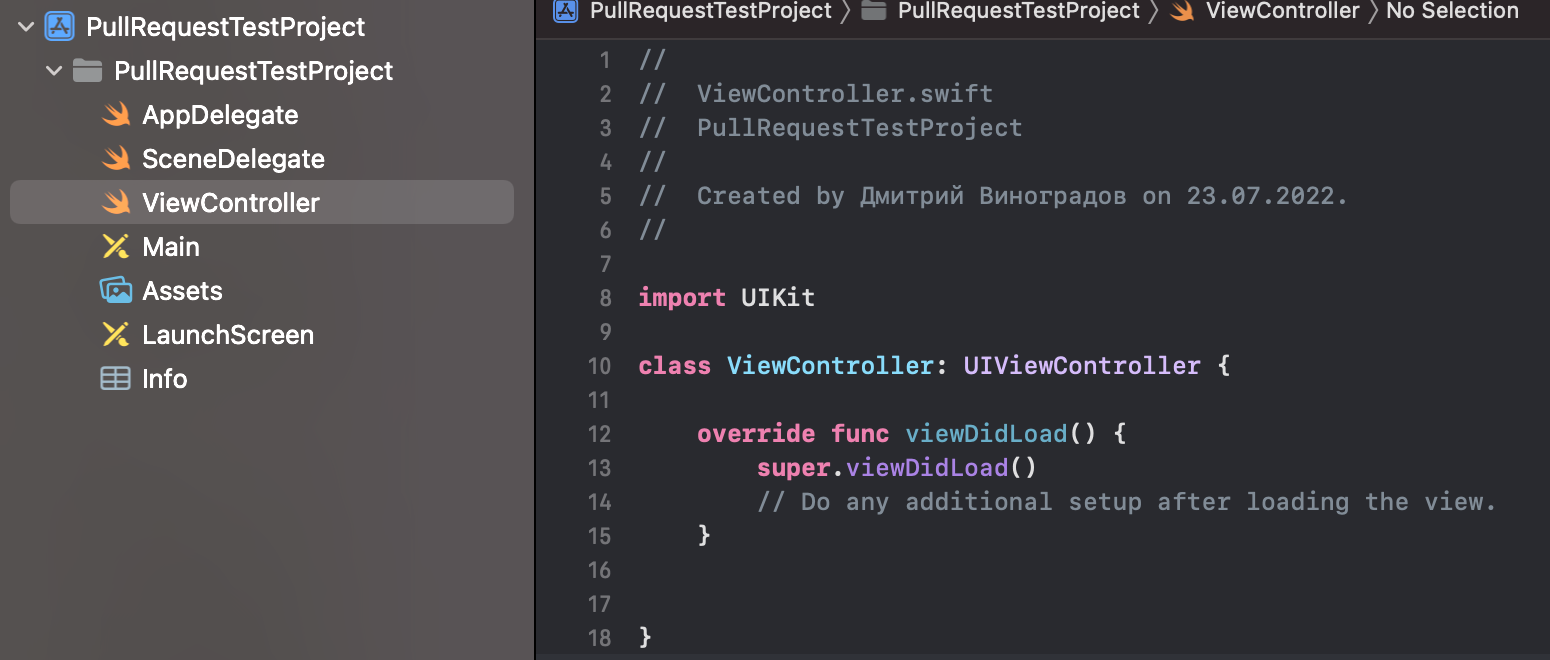 PullRequestTestProject
PullRequestTestProject
AppDelegate
SceneDelegate
ViewController
Main
Assets
LaunchScreen
Info
PullRequestTestProject 〉 PullRequestTestProject 〉 ViewController 〉 No Selection
1 //
2 //  ViewController.swift
3 //  PullRequestTestProject
4 //
5 //  Created by Дмитрий Виноградов on 23.07.2022.
6 //
7
8 import UIKit
9
10 class ViewController: UIViewController {
11
12     override func viewDidLoad() {
13         super.viewDidLoad()
14         // Do any additional setup after loading the view.
15     }
16
17
18 }